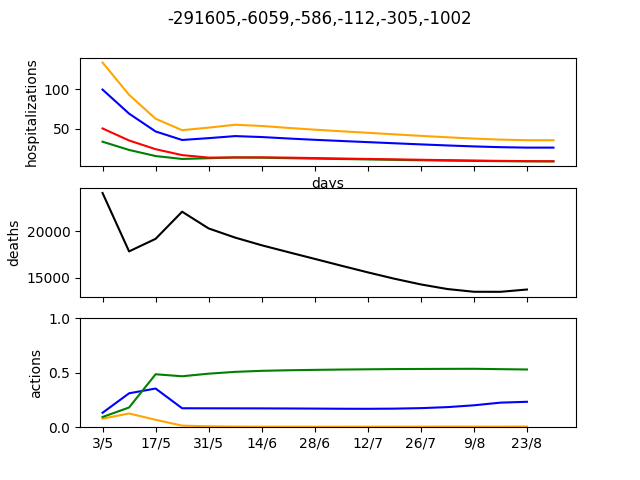 -291605,-6059,-586,-112,-305,-1002
hospitalizations
100
50
days
deaths
20000
15000
actions
1.0
0.5
0.0
3/5 17/5 31/5 14/6 28/6 12/7 26/7 9/8 23/8